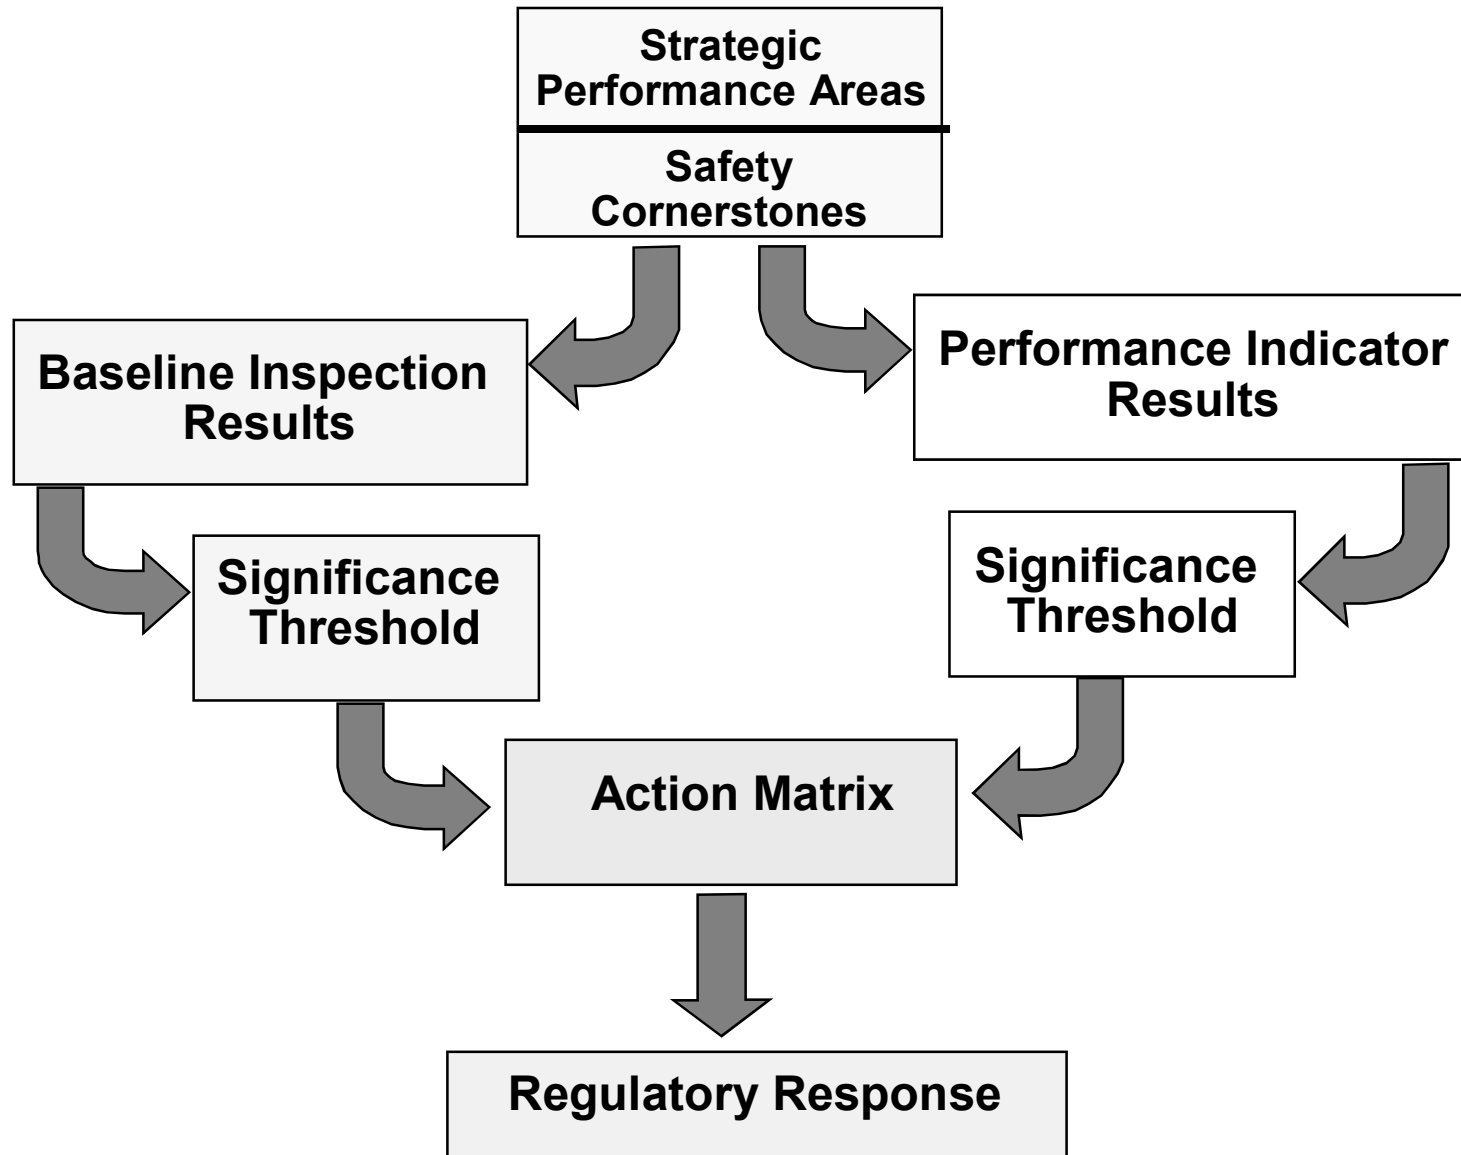 Strategic
Performance Areas
Safety
Cornerstones
Baseline Inspection
Results
Performance Indicator
Results
Significance
Threshold
Significance
Threshold
Action Matrix
Regulatory Response